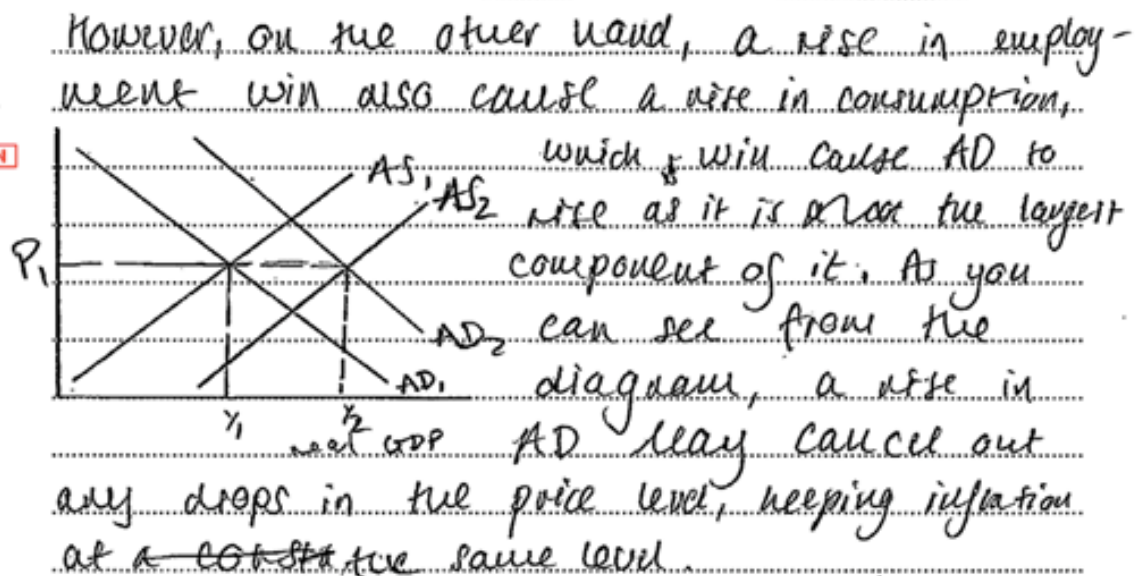 However, on the other hand, a rise in employ-
ment will also cause a rise in consumption,
N
which will cause AD to
AS1
AS2
rise as it is the largest
P1
component of it. As you
can see from the
AD2
diagram, a rise in
AD1
Y1
Y2
real GDP
AD may cancel out
any drops in the price level, keeping inflation
at a consta the same level.